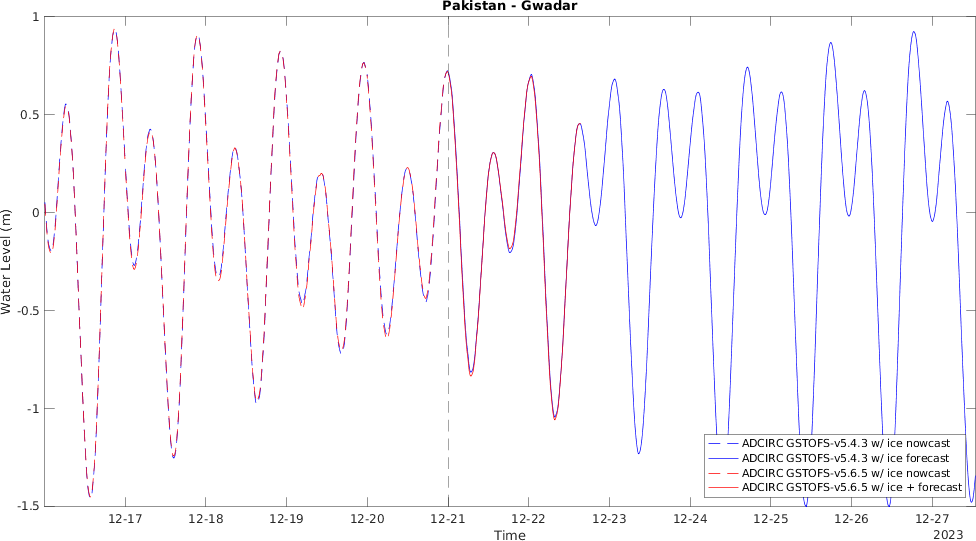 Pakistan - Gwadar
1
0.5
0
-0.5
-1
-1.5
Water Level (m)
ADCIRC GSTOFS-v5.4.3 w/ ice nowcast
ADCIRC GSTOFS-v5.4.3 w/ ice forecast
ADCIRC GSTOFS-v5.6.5 w/ ice nowcast
ADCIRC GSTOFS-v5.6.5 w/ ice + forecast
12-17 12-18 12-19 12-20 12-21 12-22 12-23 12-24 12-25 12-26 12-27
Time
2023